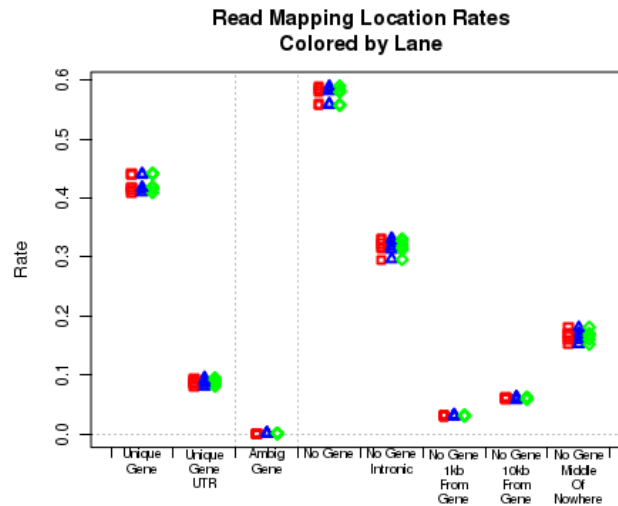 Read Mapping Location Rates
Colored by Lane
Rate
0.6
0.5
0.4
0.3
0.2
0.1
0.0
Unique
Gene
Unique
Gene
UTR
Ambig
Gene
No Gene
No Gene
Intronic
No Gene
1kb
From
Gene
No Gene
10kb
From
Gene
No Gene
Middle
Of
Nowhere